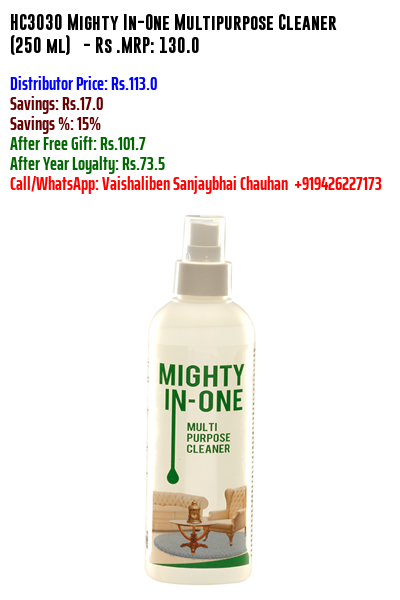 HC3030 Mighty In-One Multipurpose Cleaner
(250 ml)   - Rs .MRP: 130.0
Distributor Price: Rs.113.0
Savings: Rs.17.0
Savings %: 15%
After Free Gift: Rs.101.7
After Year Loyalty: Rs.73.5
Call/WhatsApp: Vaishaliben Sanjaybhai Chauhan  +919426227173
MIGHTY
IN-ONE
MULTI
PURPOSE
CLEANER